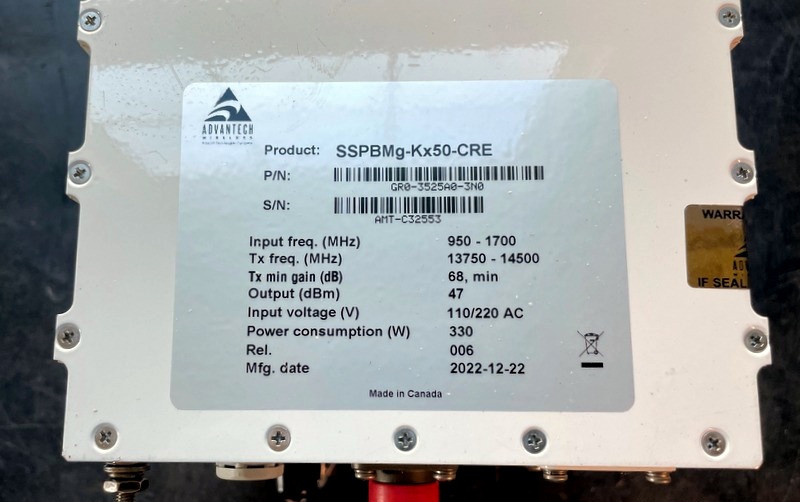 ADVANTECH
WIRELESS
Product: SSPBMg-Kx50-CRE
P/N:
GR0-3525A0-3N0
S/N:
AMT-C32553
Input freq. (MHz) 950 - 1700
Tx freq. (MHz) 13750 - 14500
Tx min gain (dB) 68, min
Output (dBm) 47
Input voltage (V) 110/220 AC
Power consumption (W) 330
Rel. 006
Mfg. date 2022-12-22
Made in Canada
WARRA
IF SEAL